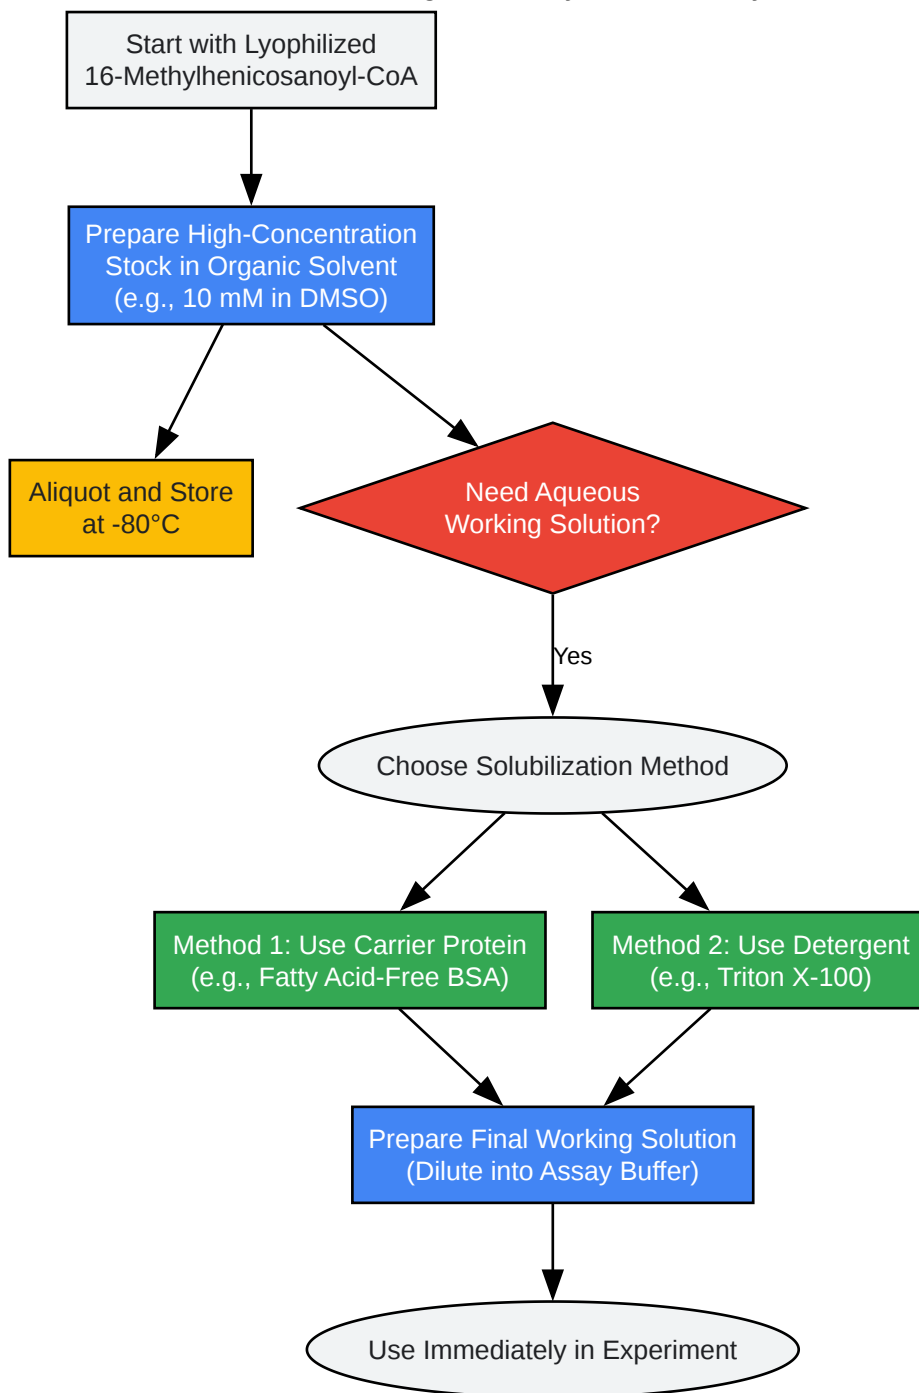 Start with Lyophilized
16-Methylhenicosanoyl-CoA
Prepare High-Concentration
Stock in Organic Solvent
(e.g., 10 mM in DMSO)
Aliquot and Store
at -80°C
Need Aqueous
Working Solution?
Yes
Choose Solubilization Method
Method 1: Use Carrier Protein
(e.g., Fatty Acid-Free BSA)
Method 2: Use Detergent
(e.g., Triton X-100)
Prepare Final Working Solution
(Dilute into Assay Buffer)
Use Immediately in Experiment